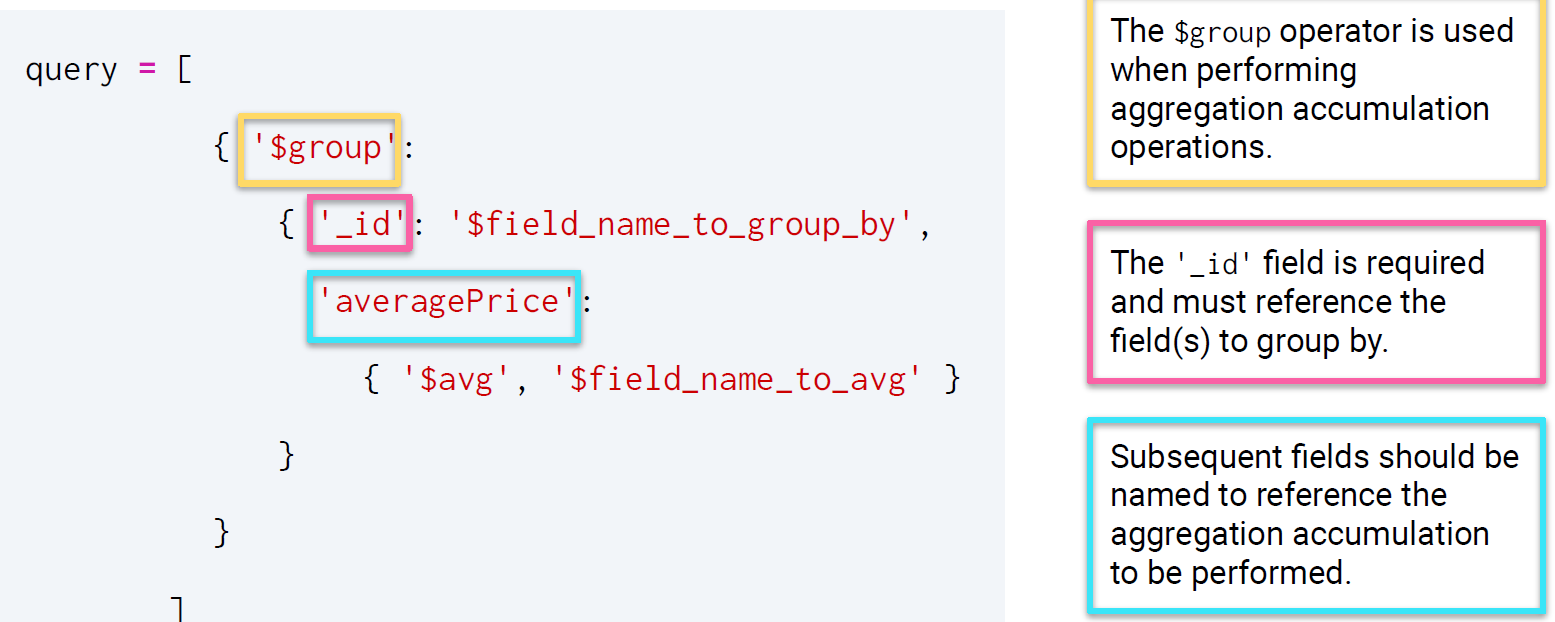 query = [
{ '$group':
{ '_id': '$field_name_to_group_by',
'averagePrice':
{ '$avg', '$field_name_to_avg' }
}
}
]
The $group operator is used
when performing
aggregation accumulation
operations.
The '_id' field is required
and must reference the
field(s) to group by.
Subsequent fields should be
named to reference the
aggregation accumulation
to be performed.